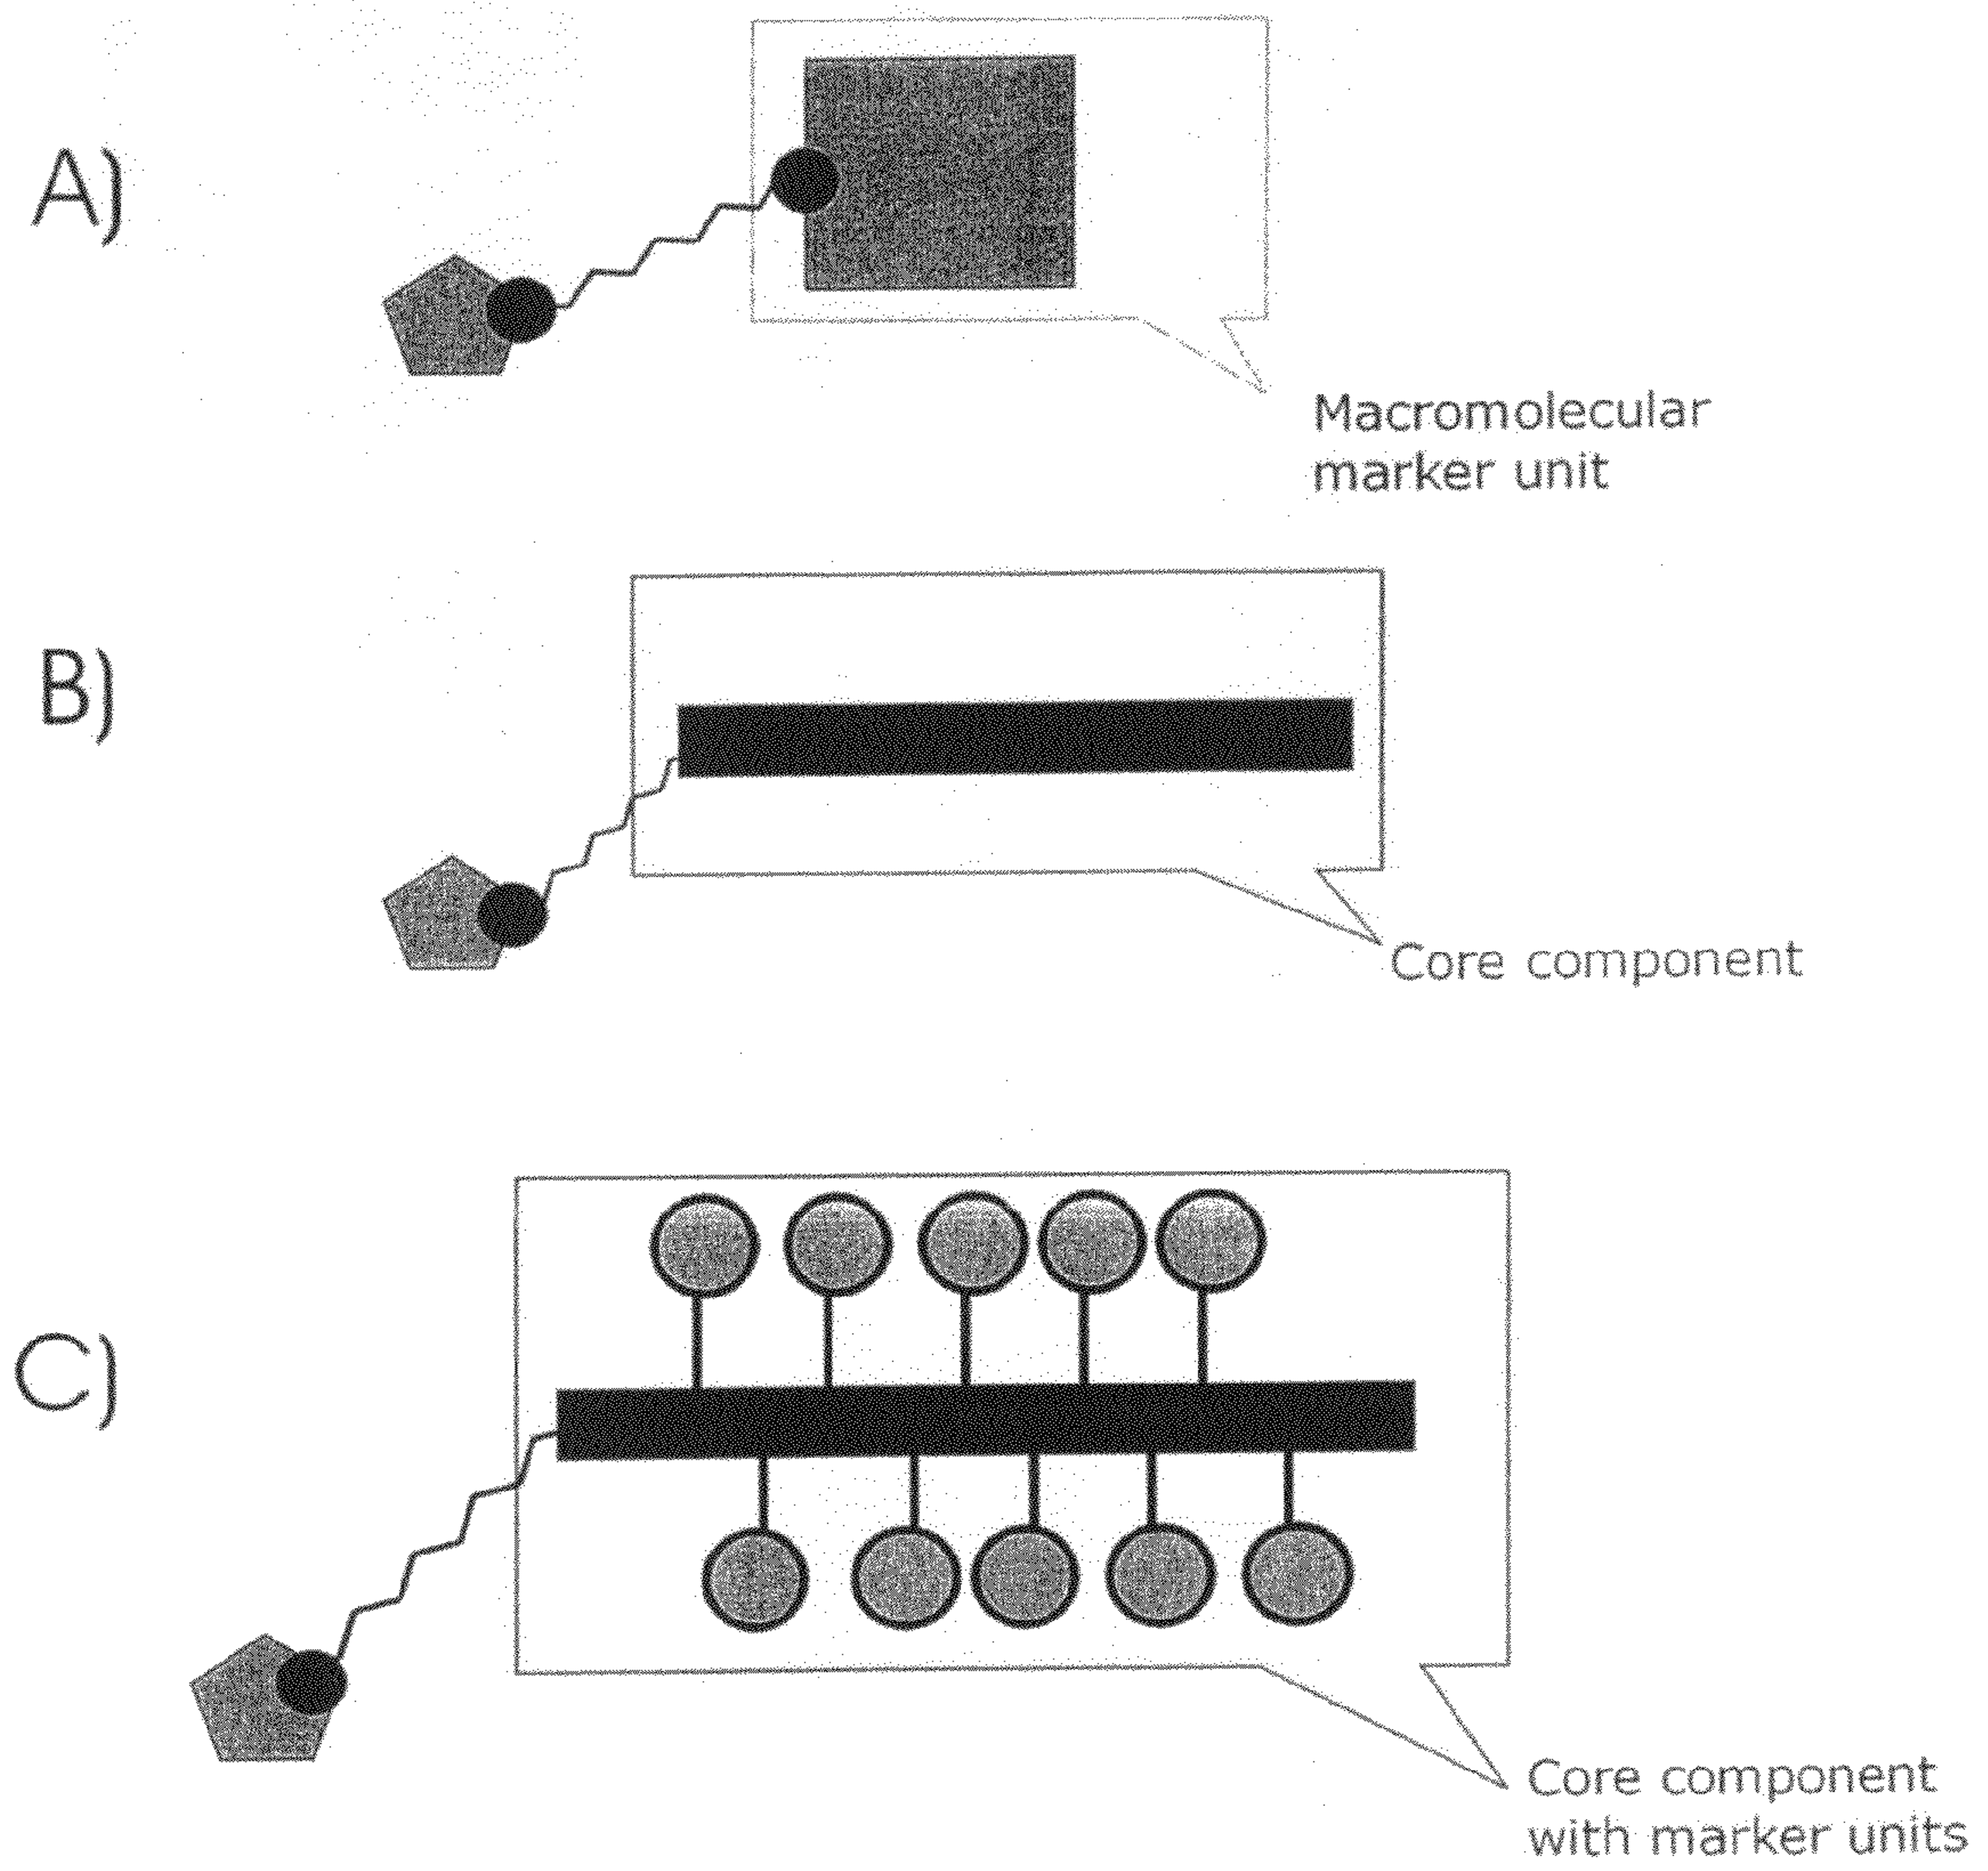 A)
Macromolecular
marker unit
B)
Core component
C)
Core component
with marker units